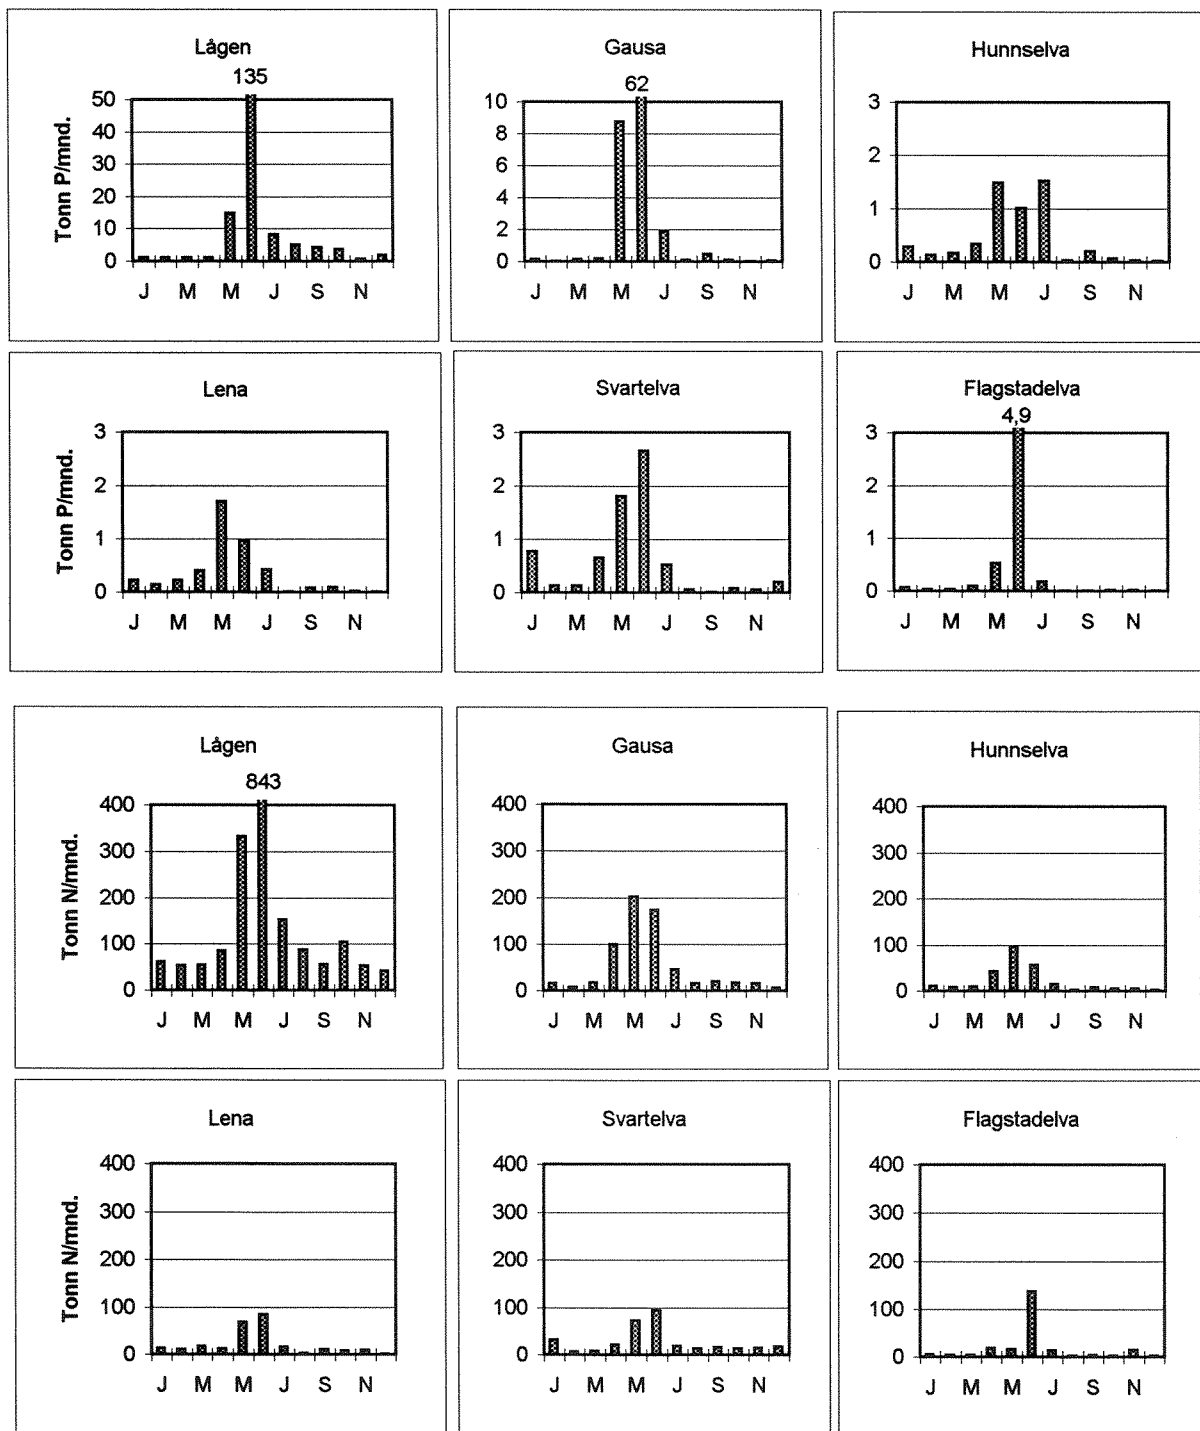 Lågen
135
Tonn P/mnd.
50
40
30
20
10
0
J M M J S N
Gausa
62
10
8
6
4
2
0
J M M J S N
Hunnselva
3
2
1
0
J M M J S N
Lena
Tonn P/mnd.
3
2
1
0
J M M J S N
Svartelva
3
2
1
0
J M M J S N
Flagstadelva
4,9
3
2
1
0
J M M J S N
Lågen
843
Tonn N/mnd.
400
300
200
100
0
J M M J S N
Gausa
400
300
200
100
0
J M M J S N
Hunnselva
400
300
200
100
0
J M M J S N
Lena
Tonn N/mnd.
400
300
200
100
0
J M M J S N
Svartelva
400
300
200
100
0
J M M J S N
Flagstadelva
400
300
200
100
0
J M M J S N